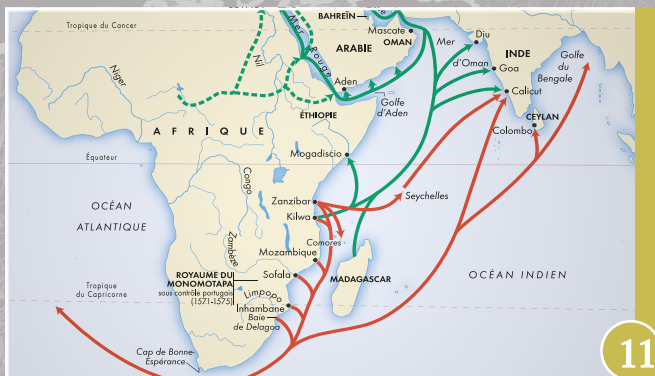 BAHREÏN
Tropique du Cancer
Mascate
OMAN
Mer
d'Oman
Diu
INDE
Golfe
du
Bengale
Mer Rouge
ARABIE
Nil
Niger
Goa
Aden
Calicut
Golfe
d'Aden
ÉTHIOPIE
CEYLAN
Colombo
AFRIQUE
Mogadiscio
Équateur
Congo
Seychelles
OCÉAN
ATLANTIQUE
Zanzibar
Kilwa
Comores
Zambèze
Mozambique
ROYAUME DU
MONOMOTAPA
sous contrôle portugais
(1571-1575)
Sofala
MADAGASCAR
OCÉAN INDIEN
Tropique
du Capricorne
Limpopo
Inhambane
Baie
de Delagoa
Cap de Bonne-
Espérance
11